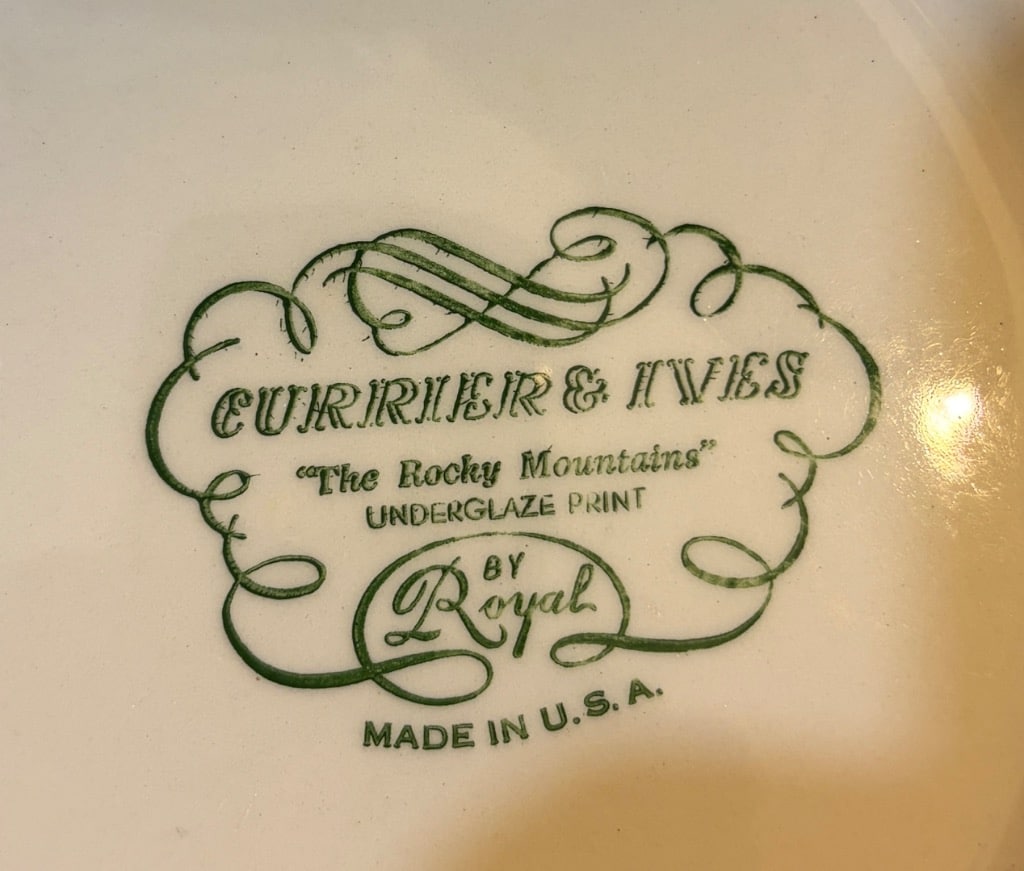 CURRIER & IVES
“The Rocky Mountains”
UNDERGLAZE PRINT
BY
Royal
MADE IN U.S.A.